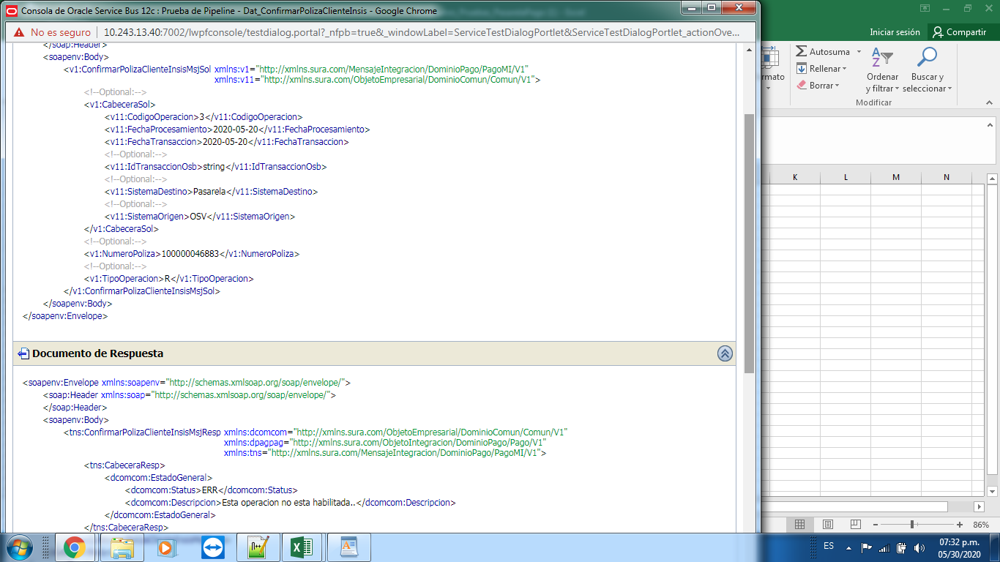 Consola de Oracle Service Bus 12c : Prueba de Pipeline - Dat_ConfirmarPolizaClienteInsis - Google Chrome
No es seguro | 10.243.13.40:7002/lwpfconsole/testdialog.portal?_nfpb=true&_windowLabel=ServiceTestDialogPortlet&ServiceTestDialogPortlet_actionOve...
</soap:Header>
<soapenv:Body>
<v1:ConfirmarPolizaClienteInsisMsjSol xmlns:v1="http://xmlns.sura.com/MensajeIntegracion/DominioPago/PagoMI/V1"
xmlns:v11="http://xmlns.sura.com/ObjetoEmpresarial/DominioComun/Comun/V1">
<!--Optional:-->
<v1:CabeceraSol>
<v11:CodigoOperacion>3</v11:CodigoOperacion>
<v11:FechaProcesamiento>2020-05-20</v11:FechaProcesamiento>
<v11:FechaTransaccion>2020-05-20</v11:FechaTransaccion>
<!--Optional:-->
<v11:IdTransaccionOsb>string</v11:IdTransaccionOsb>
<!--Optional:-->
<v11:SistemaDestino>Pasarela</v11:SistemaDestino>
<!--Optional:-->
<v11:SistemaOrigen>OSV</v11:SistemaOrigen>
</v1:CabeceraSol>
<!--Optional:-->
<v1:NumeroPoliza>100000046883</v1:NumeroPoliza>
<!--Optional:-->
<v1:TipoOperacion>R</v1:TipoOperacion>
</v1:ConfirmarPolizaClienteInsisMsjSol>
</soapenv:Body>
</soapenv:Envelope>
Documento de Respuesta
<soapenv:Envelope xmlns:soapenv="http://schemas.xmlsoap.org/soap/envelope/">
<soap:Header xmlns:soap="http://schemas.xmlsoap.org/soap/envelope/">
</soap:Header>
<soapenv:Body>
<tns:ConfirmarPolizaClienteInsisMsjResp xmlns:dcomcom="http://xmlns.sura.com/ObjetoEmpresarial/DominioComun/Comun/V1"
xmlns:dpagpag="http://xmlns.sura.com/ObjetoIntegracion/DominioPago/Pago/V1"
xmlns:tns="http://xmlns.sura.com/MensajeIntegracion/DominioPago/PagoMI/V1">
<tns:CabeceraResp>
<dcomcom:EstadoGeneral>
<dcomcom:Status>ERR</dcomcom:Status>
<dcomcom:Descripcion>Esta operacion no esta habilitada..</dcomcom:Descripcion>
</dcomcom:EstadoGeneral>
</tns:CabeceraResp>
Iniciar sesión Compartir
Autosuma
Rellenar
Borrar
rmato
Ordenar y filtrar
Buscar y seleccionar
Modificar
K L M N
86%
ES
07:32 p.m.
05/30/2020